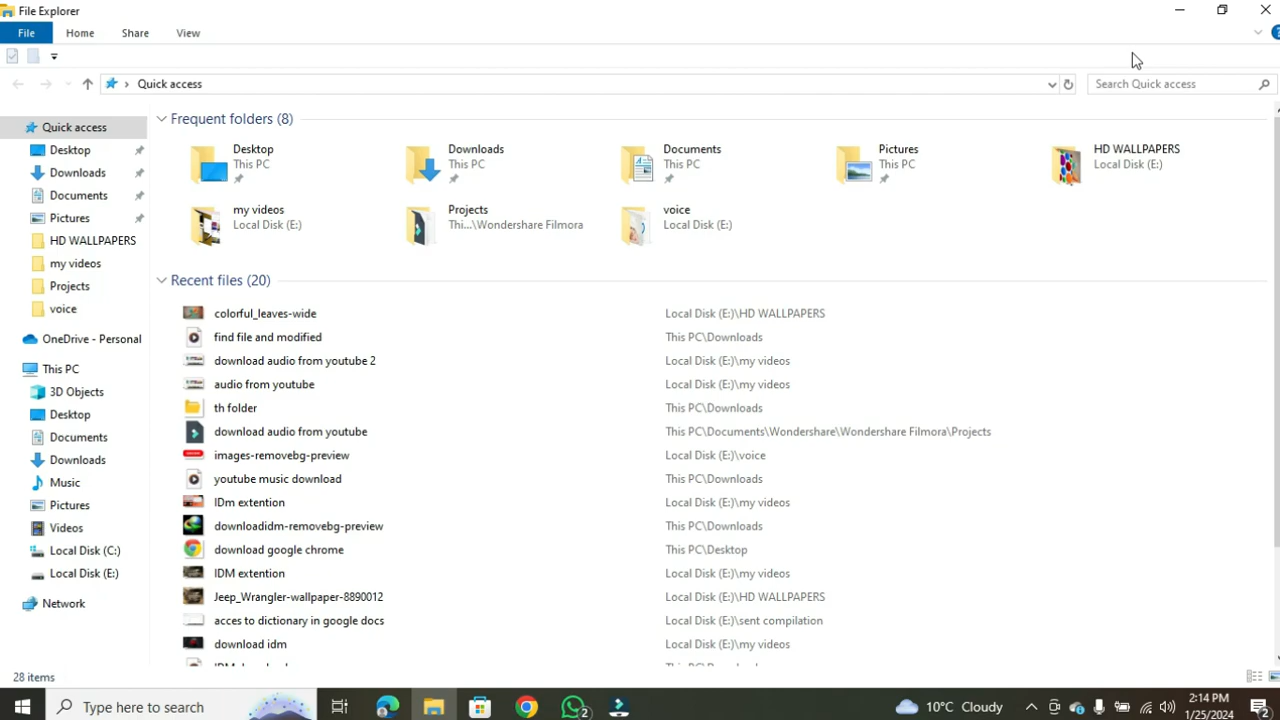 File Explorer
File Home Share View
Quick access
Search Quick access
Quick access
Desktop
Downloads
Documents
Pictures
HD WALLPAPERS
my videos
Projects
voice
OneDrive - Personal
This PC
3D Objects
Desktop
Documents
Downloads
Music
Pictures
Videos
Local Disk (C:)
Local Disk (E:)
Network
Frequent folders (8)
Desktop
This PC
Downloads
This PC
Documents
This PC
Pictures
This PC
HD WALLPAPERS
Local Disk (E:)
my videos
Local Disk (E:)
Projects
Thi...\Wondershare Filmora
voice
Local Disk (E:)
Recent files (20)
colorful_leaves-wide Local Disk (E:)\HD WALLPAPERS
find file and modified This PC\Downloads
download audio from youtube 2 Local Disk (E:)\my videos
audio from youtube Local Disk (E:)\my videos
th folder This PC\Downloads
download audio from youtube This PC\Documents\Wondershare\Wondershare Filmora\Projects
images-removebg-preview Local Disk (E:)\voice
youtube music download This PC\Downloads
IDm extention Local Disk (E:)\my videos
downloadidm-removebg-preview This PC\Downloads
download google chrome This PC\Desktop
IDM extention Local Disk (E:)\my videos
Jeep_Wrangler-wallpaper-8890012 Local Disk (E:)\HD WALLPAPERS
acces to dictionary in google docs Local Disk (E:)\sent compilation
download idm Local Disk (E:)\my videos
28 items
Type here to search
2
10°C Cloudy
2:14 PM
1/25/2024
2